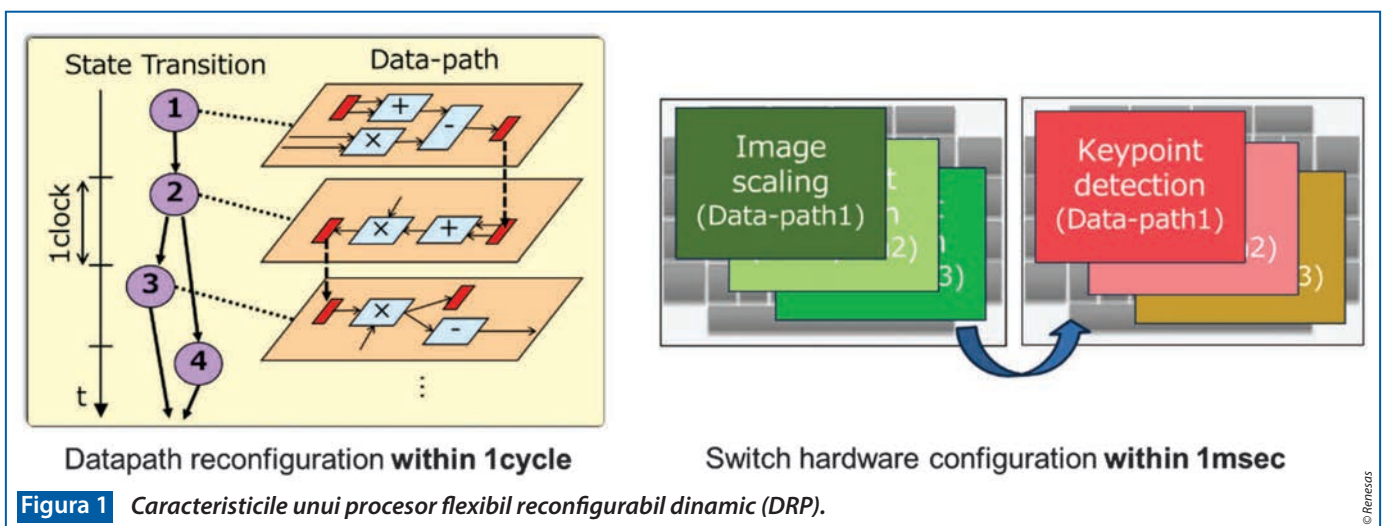 State Transition
Data-path
1
+
-
×
1clock
2
×
+
3
×
-
4
t
⋮
Datapath reconfiguration within 1cycle
Image
scaling
(Data-path1)
2)
3)
Keypoint
detection
(Data-path1)
2)
3)
Switch hardware configuration within 1msec
Figura 1 Caracteristicile unui procesor flexibil reconfigurabil dinamic (DRP).
© Renesas